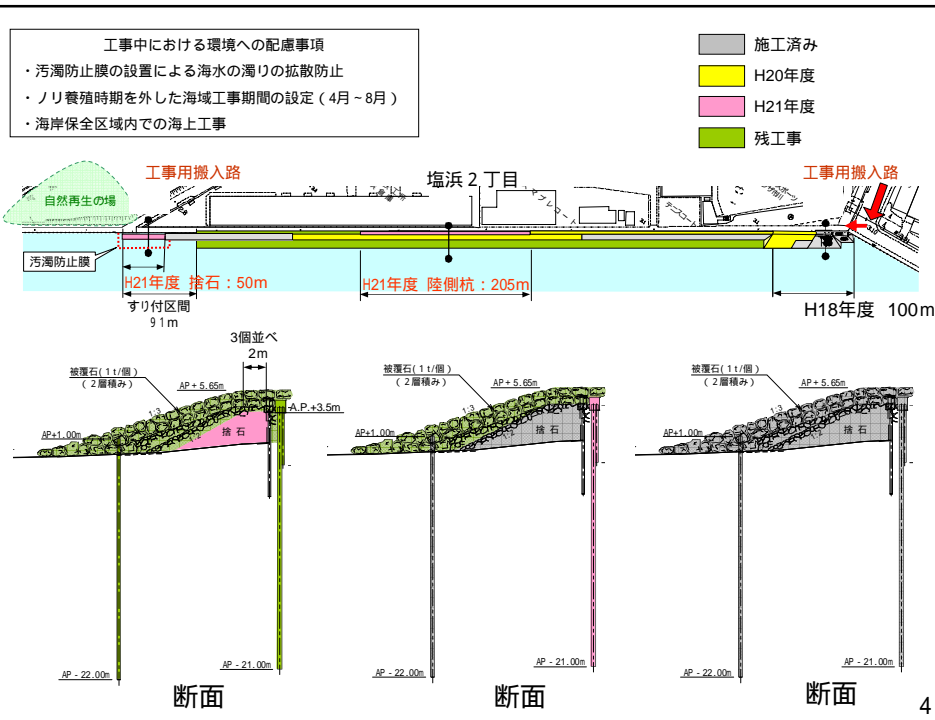 工事中における環境への配慮事項
・汚濁防止膜の設置による海水の濁りの拡散防止
・ノリ養殖時期を外した海域工事期間の設定（4月～8月）
・海岸保全区域内での海上工事
施工済み
H20年度
H21年度
残工事
工事用搬入路
塩浜２丁目
工事用搬入路
自然再生の場
汚濁防止膜
H21年度 捨石：50m
H21年度 陸側杭：205m
すり付区間
91m
H18年度 100m
3個並べ
2m
被覆石(1t/個)
(2層積み)
AP+5.65m
1:3
A.P.+3.5m
AP+1.00m
捨石
AP-22.00m
AP-21.00m
断面
被覆石(1t/個)
(2層積み)
AP+5.65m
1:3
AP+1.00m
捨石
AP-22.00m
AP-21.00m
断面
被覆石(1t/個)
(2層積み)
AP+5.65m
1:3
AP+1.00m
捨石
AP-22.00m
AP-21.00m
断面
4